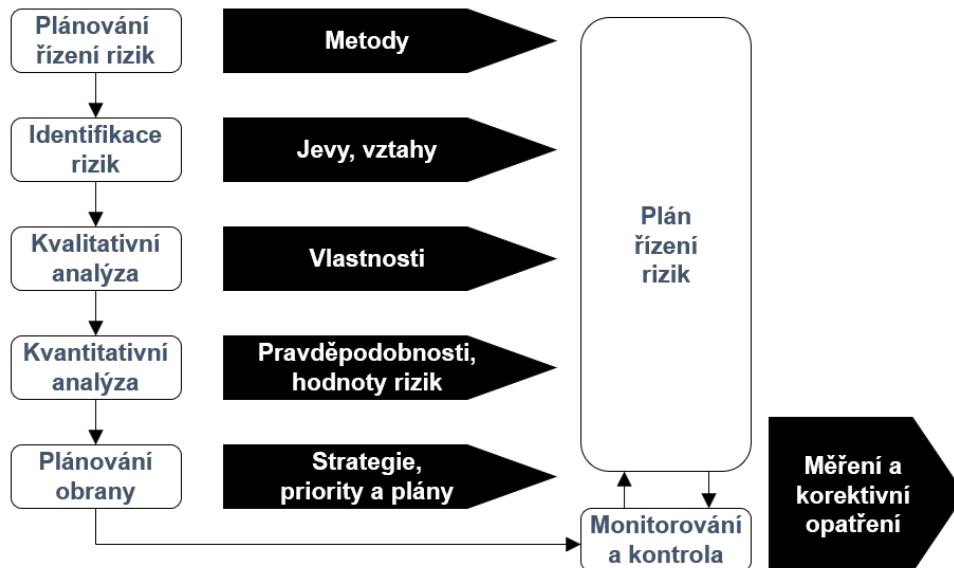 Plánování
řízení rizik
Metody
Identifikace
rizik
Jevy, vztahy
Kvalitativní
analýza
Vlastnosti
Kvantitativní
analýza
Pravděpodobnosti,
hodnoty rizik
Plánování
obrany
Strategie,
priority a plány
Plán
řízení
rizik
Monitorování
a kontrola
Měření a
korektivní
opatření